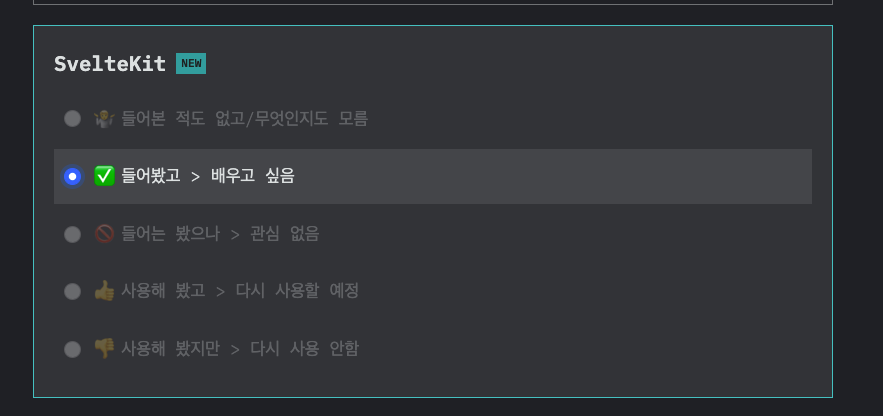 SvelteKit NEW
🤷 들어본 적도 없고/무엇인지도 모름
✅ 들어봤고 > 배우고 싶음
🚫 들어는 봤으나 > 관심 없음
👍 사용해 봤고 > 다시 사용할 예정
👎 사용해 봤지만 > 다시 사용 안함